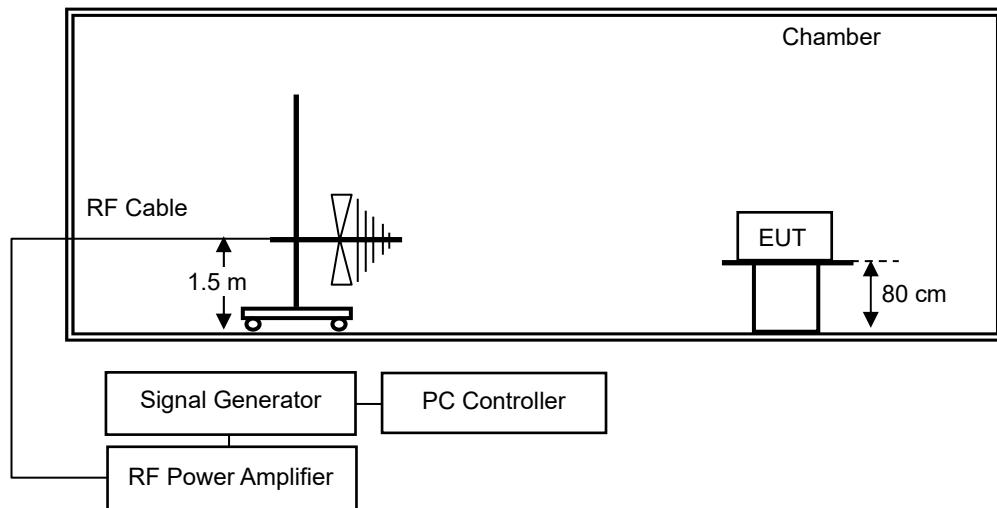 Chamber
RF Cable
EUT
1.5 m
80 cm
Signal Generator
PC Controller
RF Power Amplifier